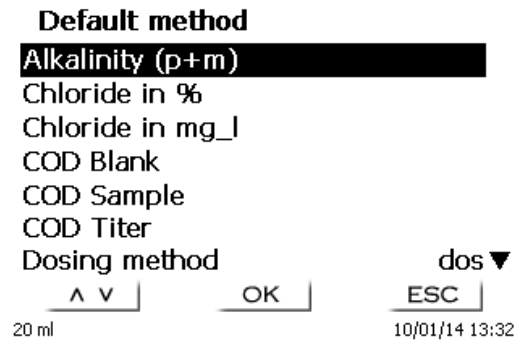 Default method
Alkalinity (p+m)
Chloride in %
Chloride in mg_l
COD Blank
COD Sample
COD Titer
Dosing method dos▼
∧ ∨ OK ESC
20 ml 10/01/14 13:32